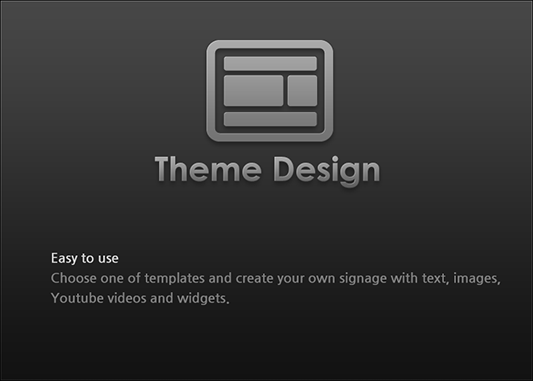 Theme Design
Easy to use
Choose one of templates and create your own signage with text, images,
Youtube videos and widgets.